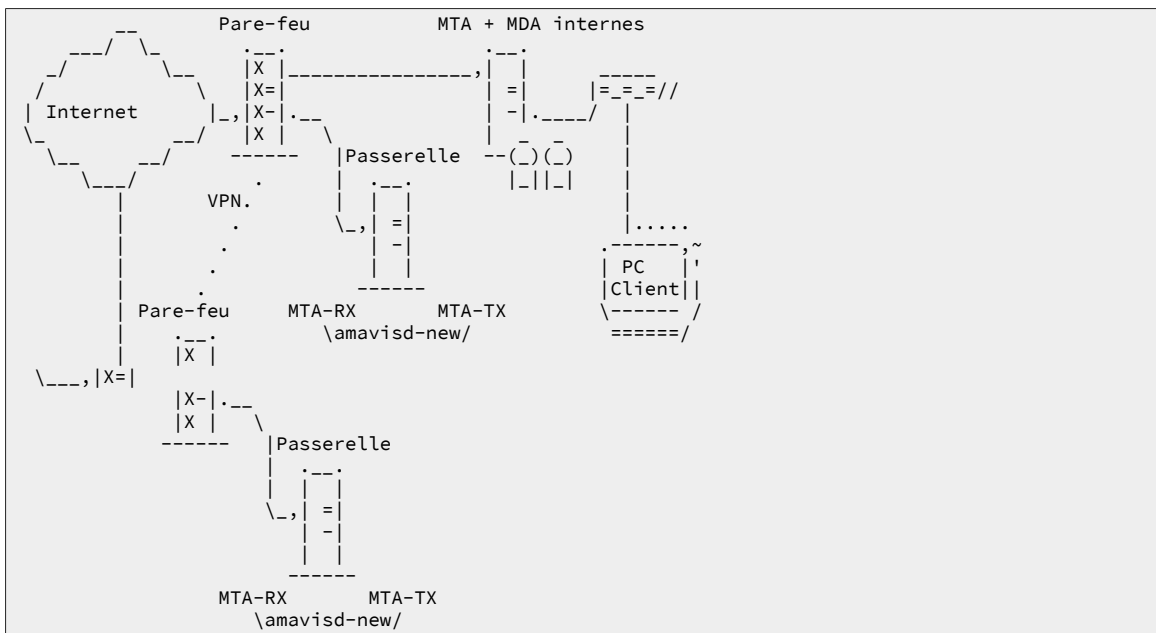 Pare-feu MTA + MDA internes
Internet
Passerelle
VPN.
PC
Client
Pare-feu MTA-RX MTA-TX
\amavisd-new/
Passerelle
MTA-RX MTA-TX
\amavisd-new/